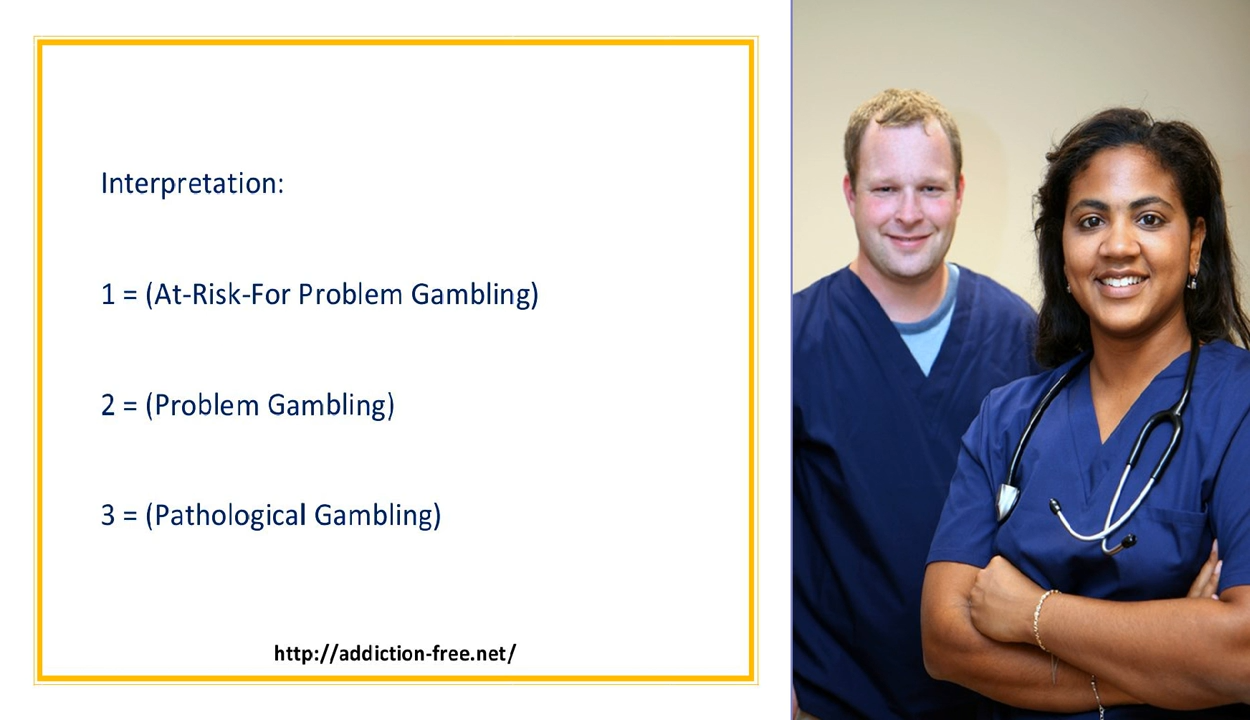 Interpretation:
1 = (At-Risk-For Problem Gambling)
2 = (Problem Gambling)
3 = (Pathological Gambling)
http://addiction-free.net/